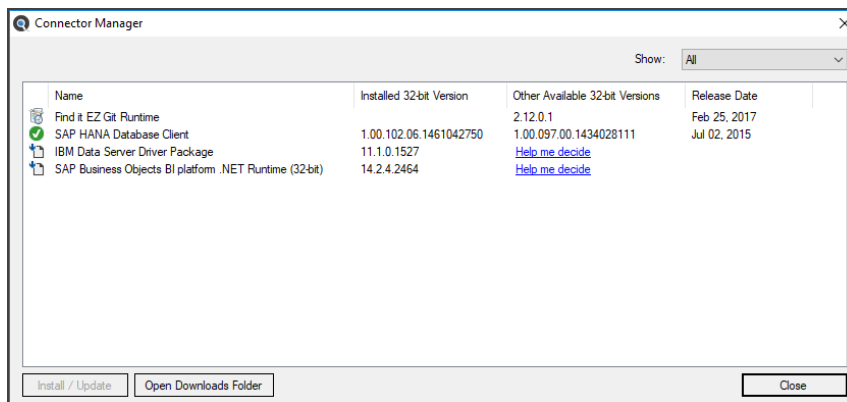 Connector Manager
Show: All
Name Installed 32-bit Version Other Available 32-bit Versions Release Date
Find it EZ Git Runtime 2.12.0.1 Feb 25, 2017
SAP HANA Database Client 1.00.102.06.1461042750 1.00.097.00.1434028111 Jul 02, 2015
IBM Data Server Driver Package 11.1.0.1527 Help me decide
SAP Business Objects BI platform .NET Runtime (32-bit) 14.2.4.2464 Help me decide
Install / Update Open Downloads Folder Close